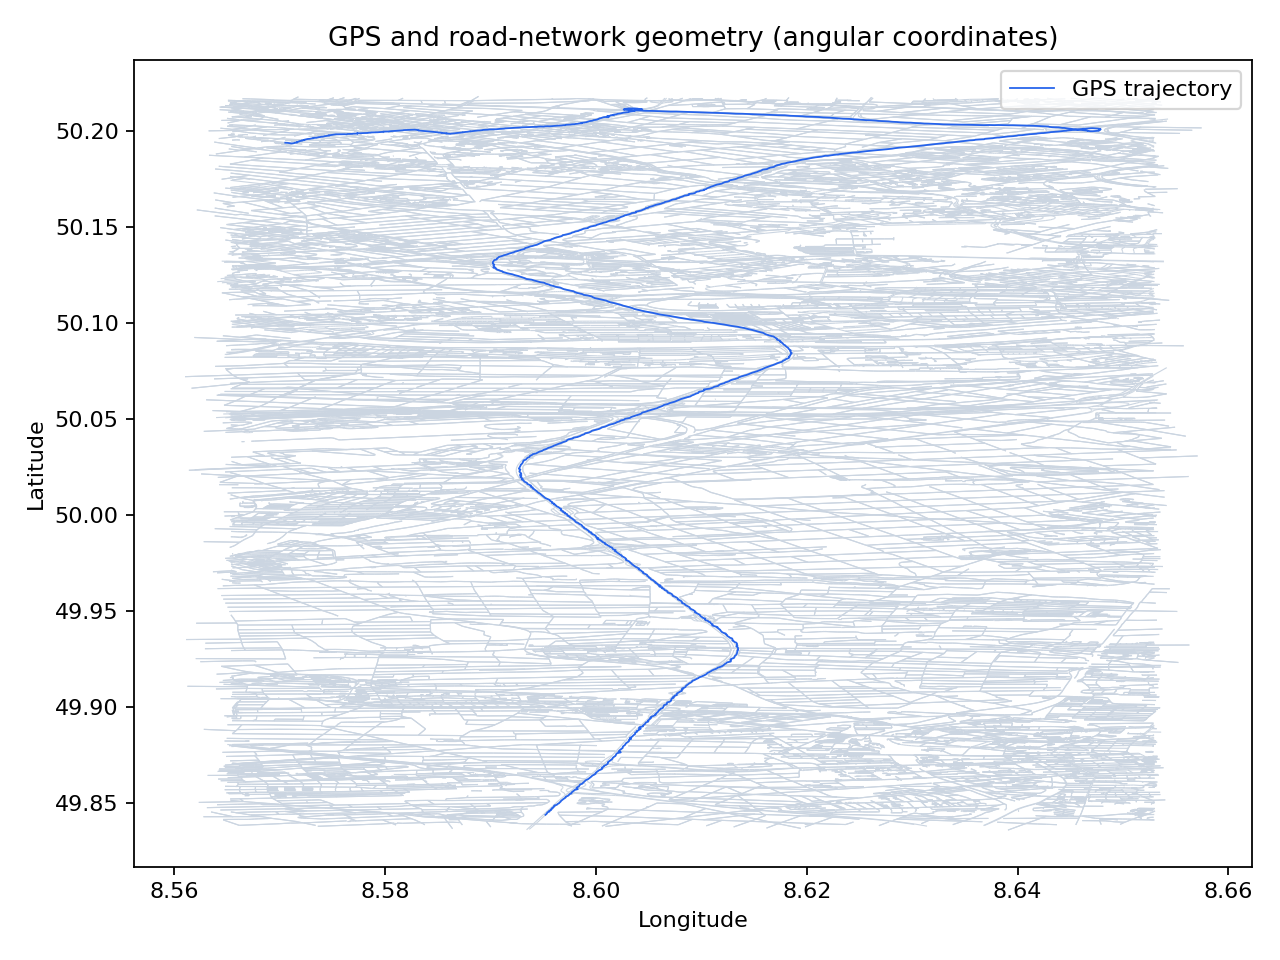 GPS and road-network geometry (angular coordinates)
GPS trajectory
50.20
50.15
50.10
50.05
50.00
49.95
49.90
49.85
Latitude
8.56 8.58 8.60 8.62 8.64 8.66
Longitude